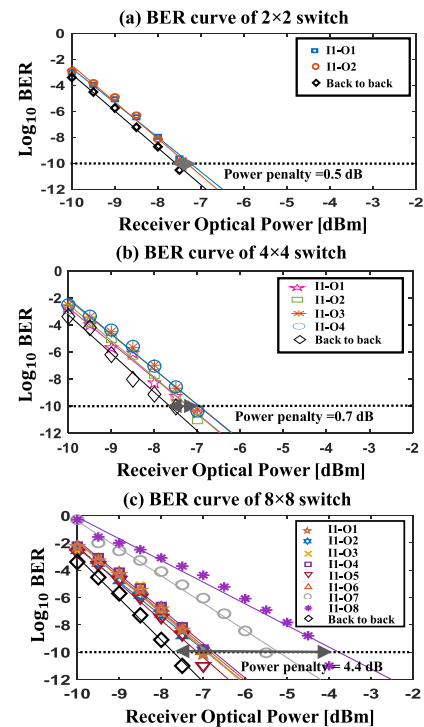 (a) BER curve of 2×2 switch
0
-2
-4
-6
-8
-10
-12
Log10 BER
I1-O1
I1-O2
Back to back
Power penalty =0.5 dB
-10 -9 -8 -7 -6 -5 -4 -3 -2
Receiver Optical Power [dBm]
(b) BER curve of 4×4 switch
2
0
-2
-4
-6
-8
-10
-12
Log10 BER
I1-O1
I1-O2
I1-O3
I1-O4
Back to back
Power penalty =0.7 dB
-10 -9 -8 -7 -6 -5 -4 -3 -2
Receiver Optical Power [dBm]
(c) BER curve of 8×8 switch
0
-2
-4
-6
-8
-10
-12
Log10 BER
I1-O1
I1-O2
I1-O3
I1-O4
I1-O5
I1-O6
I1-O7
I1-O8
Back to back
Power penalty = 4.4 dB
-10 -9 -8 -7 -6 -5 -4 -3 -2
Receiver Optical Power [dBm]